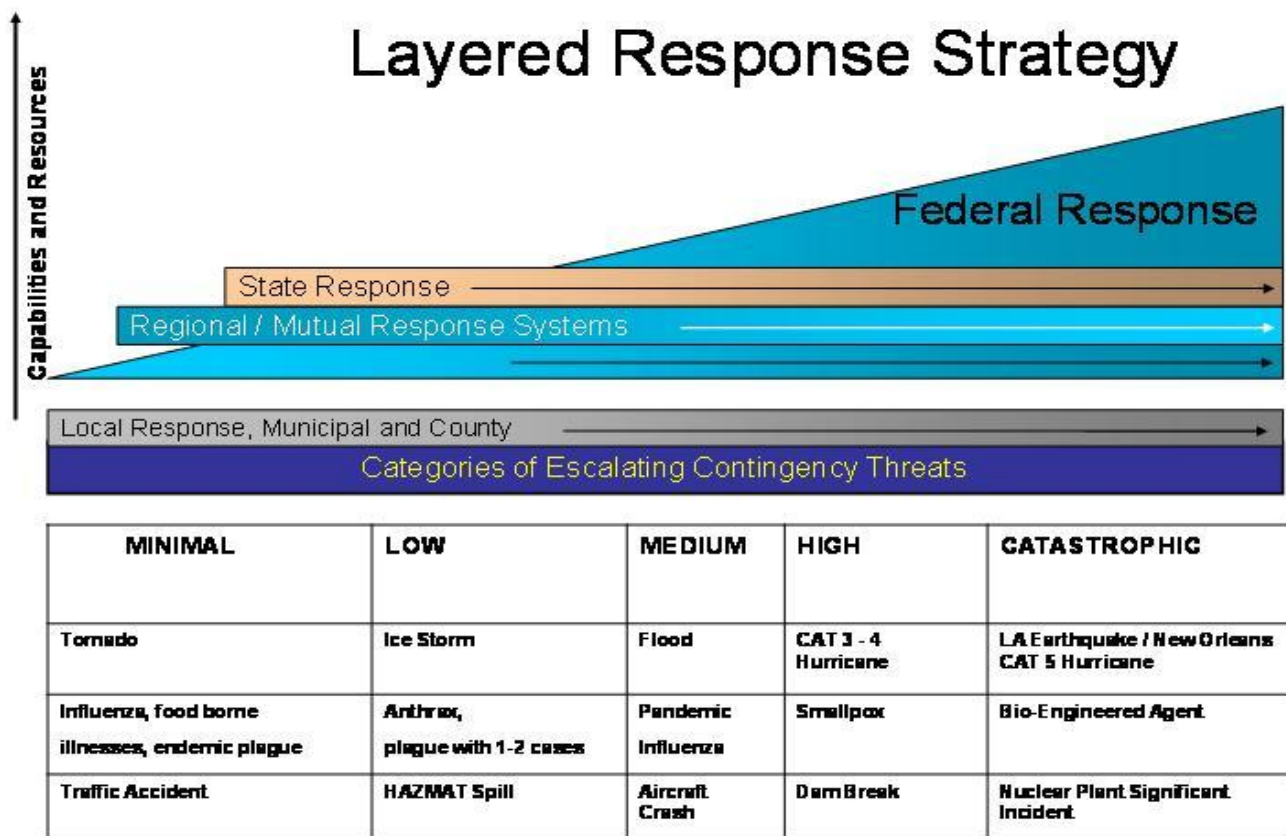 Layered Response Strategy
Capabilities and Resources
Federal Response
State Response
Regional / Mutual Response Systems
Local Response, Municipal and County
Categories of Escalating Contingency Threats
MINIMAL
LOW
MEDIUM
HIGH
CATASTROPHIC
Tornado
Ice Storm
Flood
CAT 3 - 4
Hurricane
LA Earthquake / New Orleans
CAT 5 Hurricane
Influenza, food borne
illnesses, endemic plague
Anthrax,
plague with 1-2 cases
Pandemic
Influenza
Smallpox
Bio-Engineered Agent
Traffic Accident
HAZMAT Spill
Aircraft
Crash
Dam Break
Nuclear Plant Significant
Incident